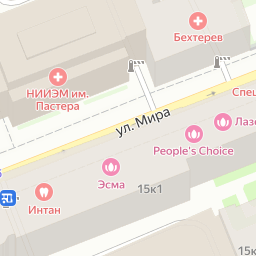 Бехтерев
НИИЭМ им.
Пастера
Спец
ул. Мира
Лазе
People's Choice
Эсма
15к1
Интан
15к